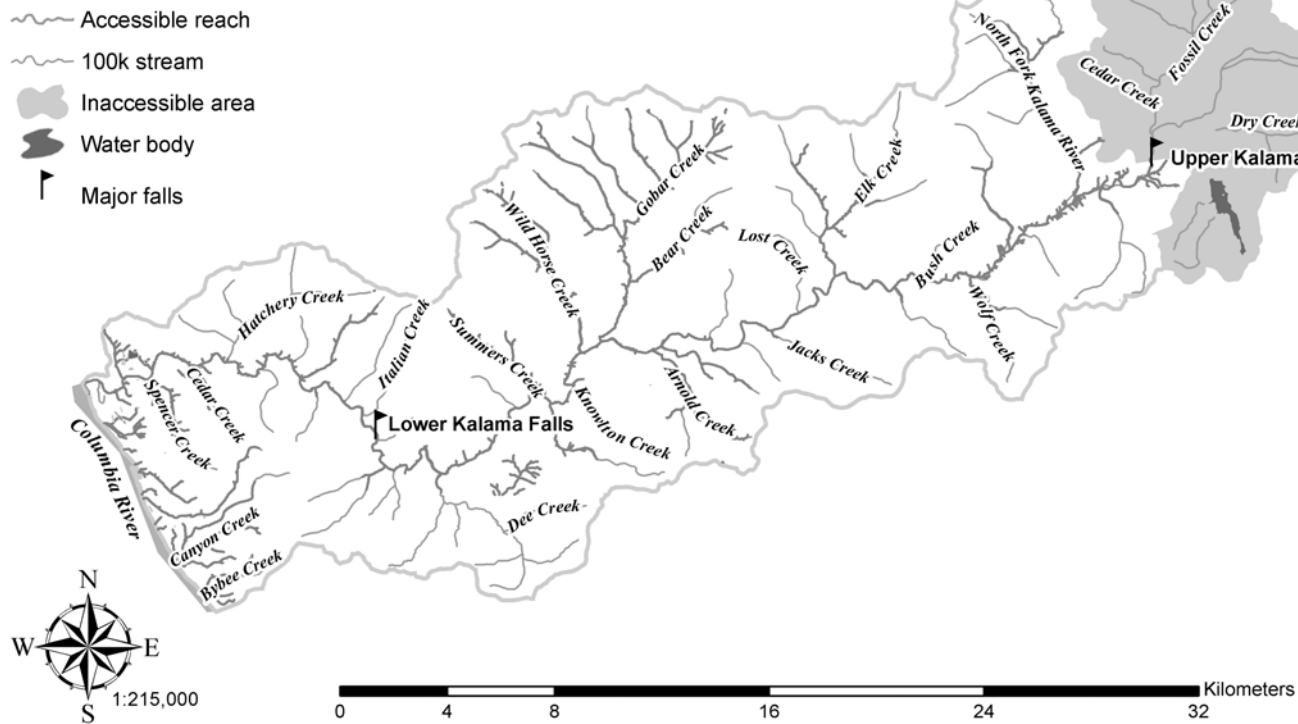 Accessible reach
100k stream
Inaccessible area
Water body
Major falls
North Fork Kalama River
Cedar Creek
Fossil Creek
Dry Creek
Upper Kalama
Gobar Creek
Elk Creek
Wild Horse Creek
Bear Creek
Lost Creek
Bush Creek
Wolf Creek
Hatchery Creek
Italian Creek
Summers Creek
Jacks Creek
Cedar Creek
Spencer Creek
Arnold Creek
Knowlton Creek
Lower Kalama Falls
Columbia River
Dee Creek
Canyon Creek
Bybee Creek
N
W
E
S
1:215,000
Kilometers
0
4
8
16
24
32